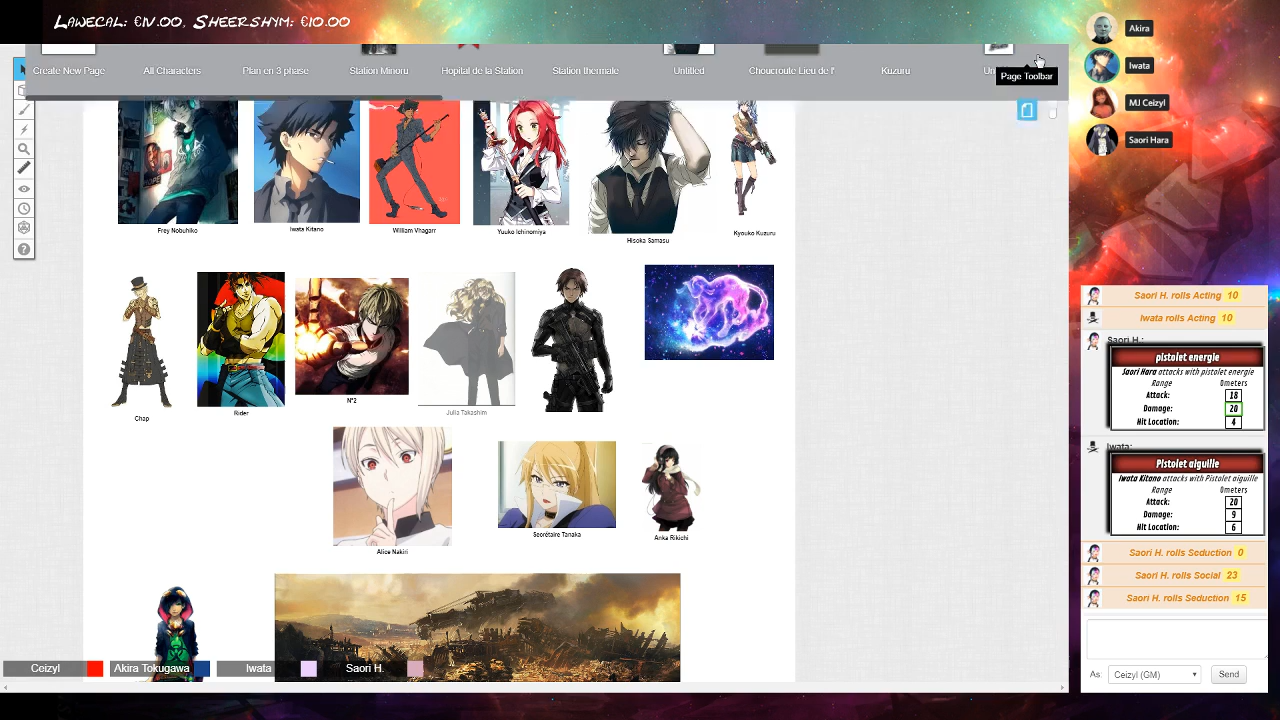 Lawecal: €14.00, Sheershym: €10.00
Create New Page
All Characters
Plan en 3 phase
Station Minoru
Hopital de la Station
Station thermale
Untitled
Choucroute Lieu de l'
Kuzuru
Page Toolbar
Akira
Iwata
MJ Ceizyl
Saori Hara
Frey Nobuhiko
Iwata Kitano
William Vhagarr
Yuuko Ichinomiya
Hisoka Samasu
Kyouko Kuzuru
Chap
Rider
N°2
Julia Takashim
Alice Nakiri
Secrétaire Tanaka
Anka Rikichi
Ceizyl
Akira Tokugawa
Iwata
Saori H.
Saori H. rolls Acting 10
Iwata rolls Acting 10
Saori H.:
pistolet energie
Saori Hara attacks with pistolet energie
Range 0meters
Attack: 18
Damage: 20
Hit Location: 4
Iwata:
Pistolet aiguille
Iwata Kitano attacks with Pistolet aiguille
Range 0meters
Attack: 20
Damage: 9
Hit Location: 6
Saori H. rolls Seduction 0
Saori H. rolls Social 23
Saori H. rolls Seduction 15
As: Ceizyl (GM) Send